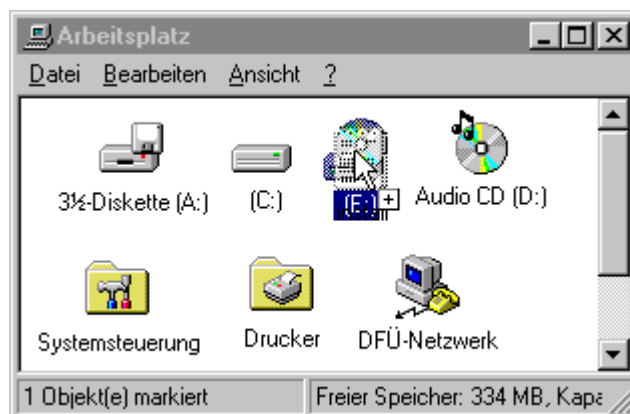 Arbeitsplatz
Datei Bearbeiten Ansicht ?
3½-Diskette (A:) (C:) (E:) Audio CD (D:)
Systemsteuerung Drucker DFÜ-Netzwerk
1 Objekt(e) markiert Freier Speicher: 334 MB, Kapa